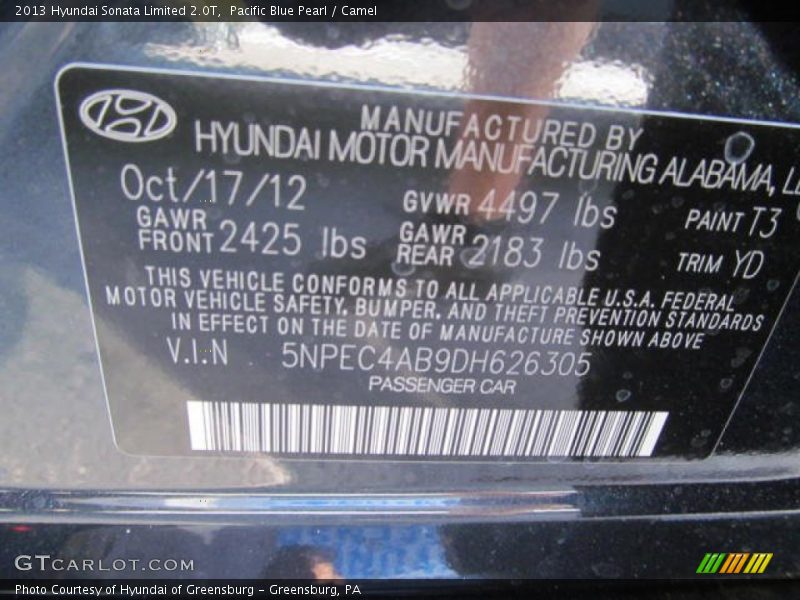 2013 Hyundai Sonata Limited 2.0T, Pacific Blue Pearl / Camel
MANUFACTURED BY
HYUNDAI MOTOR MANUFACTURING ALABAMA,
Oct/17/12 GVWR 4497 lbs PAINT T3
GAWR FRONT 2425 lbs GAWR REAR 2183 lbs TRIM YD
THIS VEHICLE CONFORMS TO ALL APPLICABLE U.S.A. FEDERAL
MOTOR VEHICLE SAFETY, BUMPER, AND THEFT PREVENTION STANDARDS
IN EFFECT ON THE DATE OF MANUFACTURE SHOWN ABOVE
V.I.N 5NPEC4AB9DH626305
PASSENGER CAR
GTCARLOT.COM
Photo Courtesy of Hyundai of Greensburg - Greensburg, PA